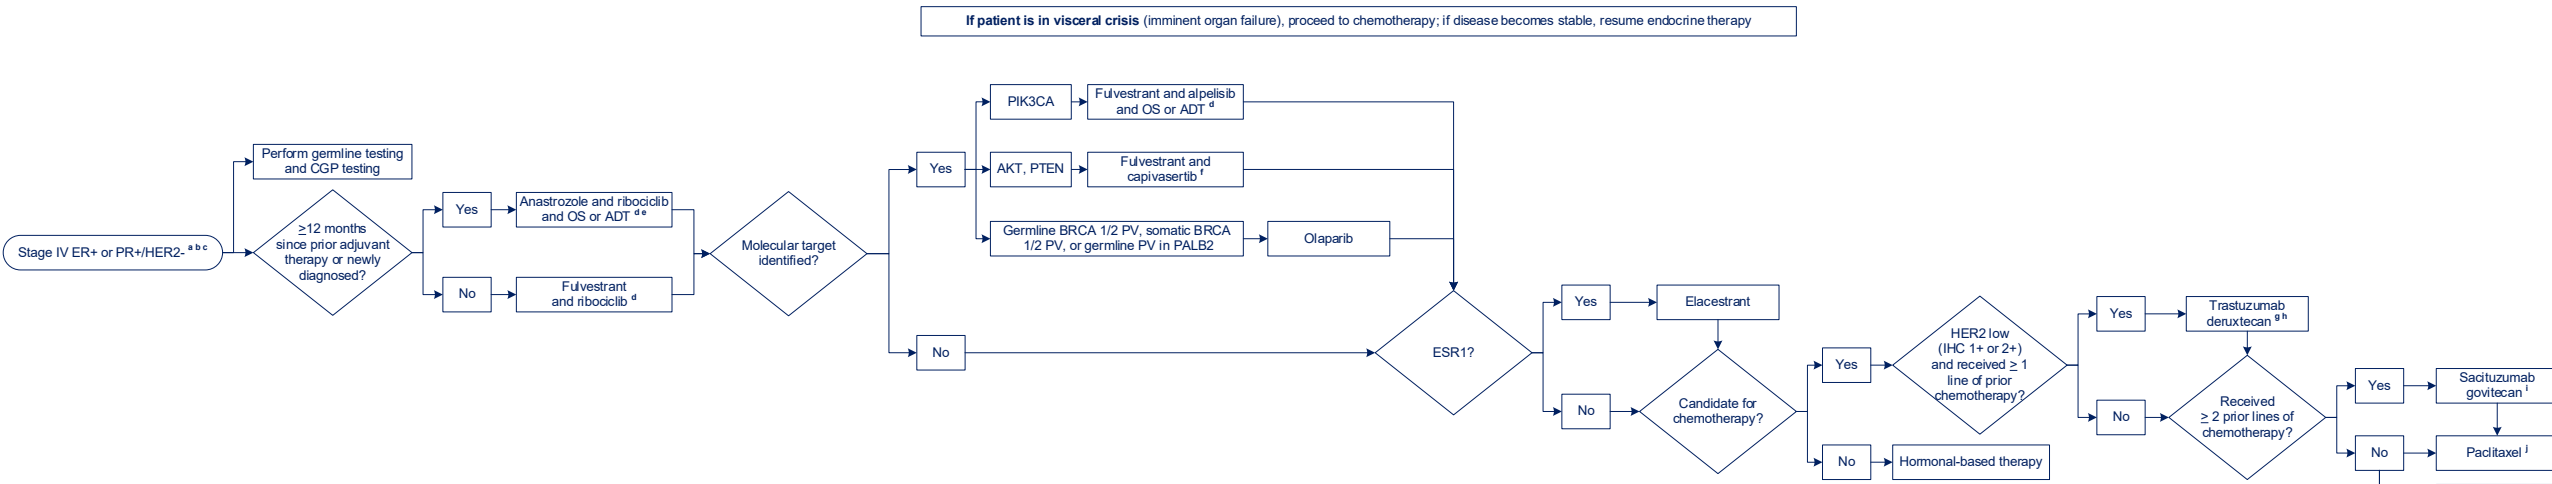 If patient is in visceral crisis (imminent organ failure), proceed to chemotherapy; if disease becomes stable, resume endocrine therapy
Stage IV ER+ or PR+/HER2- a b c
Perform germline testing
and CGP testing
≥12 months
since prior adjuvant
therapy or newly
diagnosed?
Yes
Anastrozole and ribociclib
and OS or ADT d e
No
Fulvestrant
and ribociclib d
Molecular target
identified?
Yes
PIK3CA
Fulvestrant and alpelisib
and OS or ADT d
AKT, PTEN
Fulvestrant and
capivasertib f
Germline BRCA 1/2 PV, somatic BRCA
1/2 PV, or germline PV in PALB2
Olaparib
No
ESR1?
Yes
Elacestrant
No
Candidate for
chemotherapy?
Yes
HER2 low
(IHC 1+ or 2+)
and received ≥ 1
line of prior
chemotherapy?
No
Hormonal-based therapy
Yes
Trastuzumab
deruxtecan g h
No
Received
≥ 2 prior lines of
chemotherapy?
Yes
Sacituzumab
govitecan i
No
Paclitaxel j